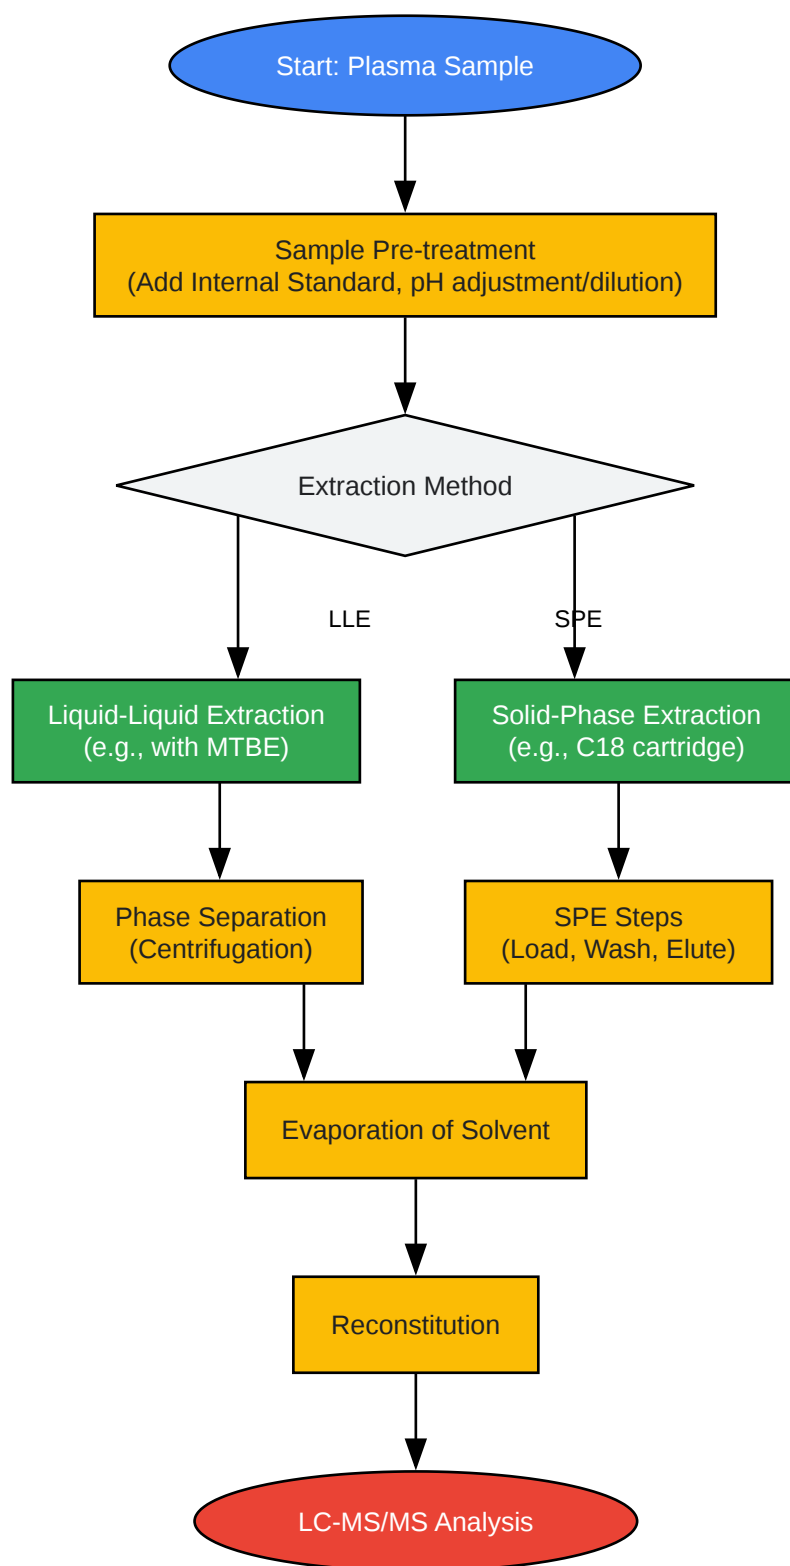 Start: Plasma Sample
Sample Pre-treatment
(Add Internal Standard, pH adjustment/dilution)
Extraction Method
LLE
SPE
Liquid-Liquid Extraction
(e.g., with MTBE)
Solid-Phase Extraction
(e.g., C18 cartridge)
Phase Separation
(Centrifugation)
SPE Steps
(Load, Wash, Elute)
Evaporation of Solvent
Reconstitution
LC-MS/MS Analysis